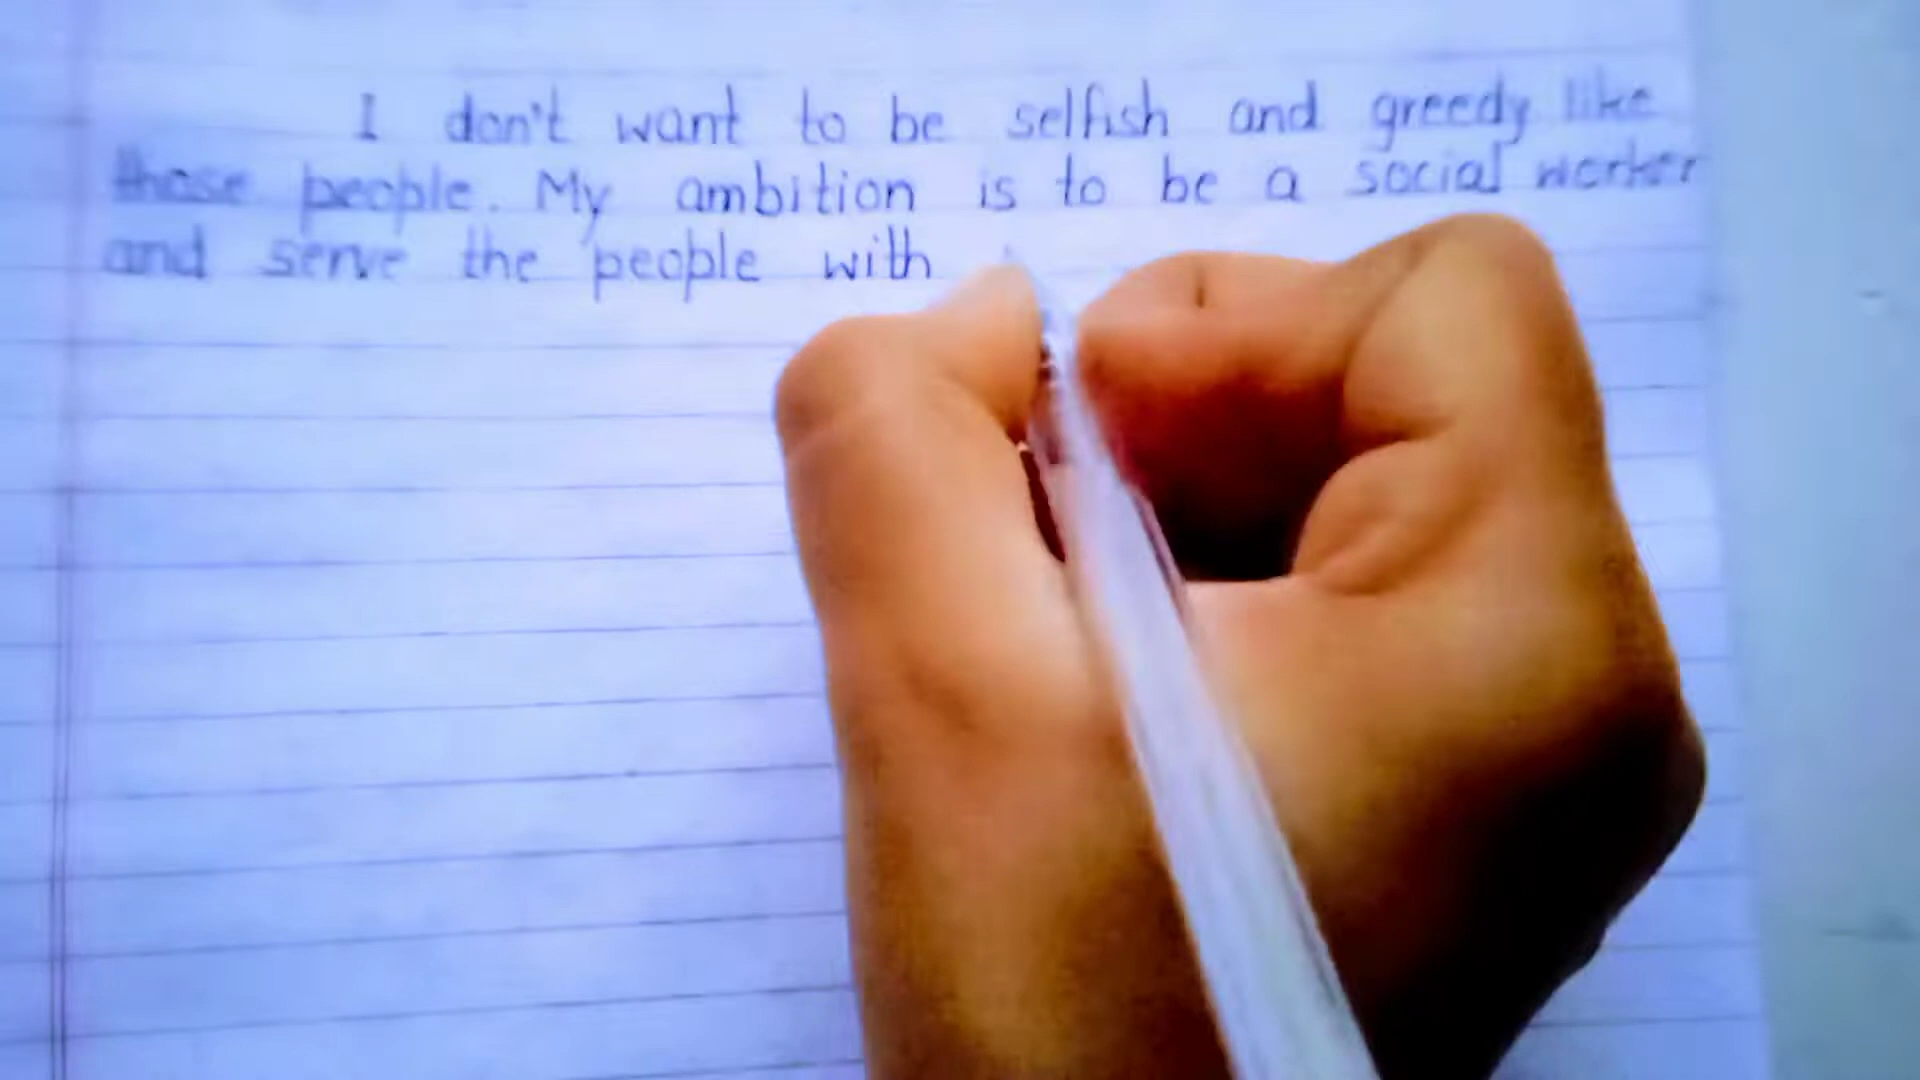 I don't want to be selfish and greedy like
those people. My ambition is to be a social worker
and serve the people with